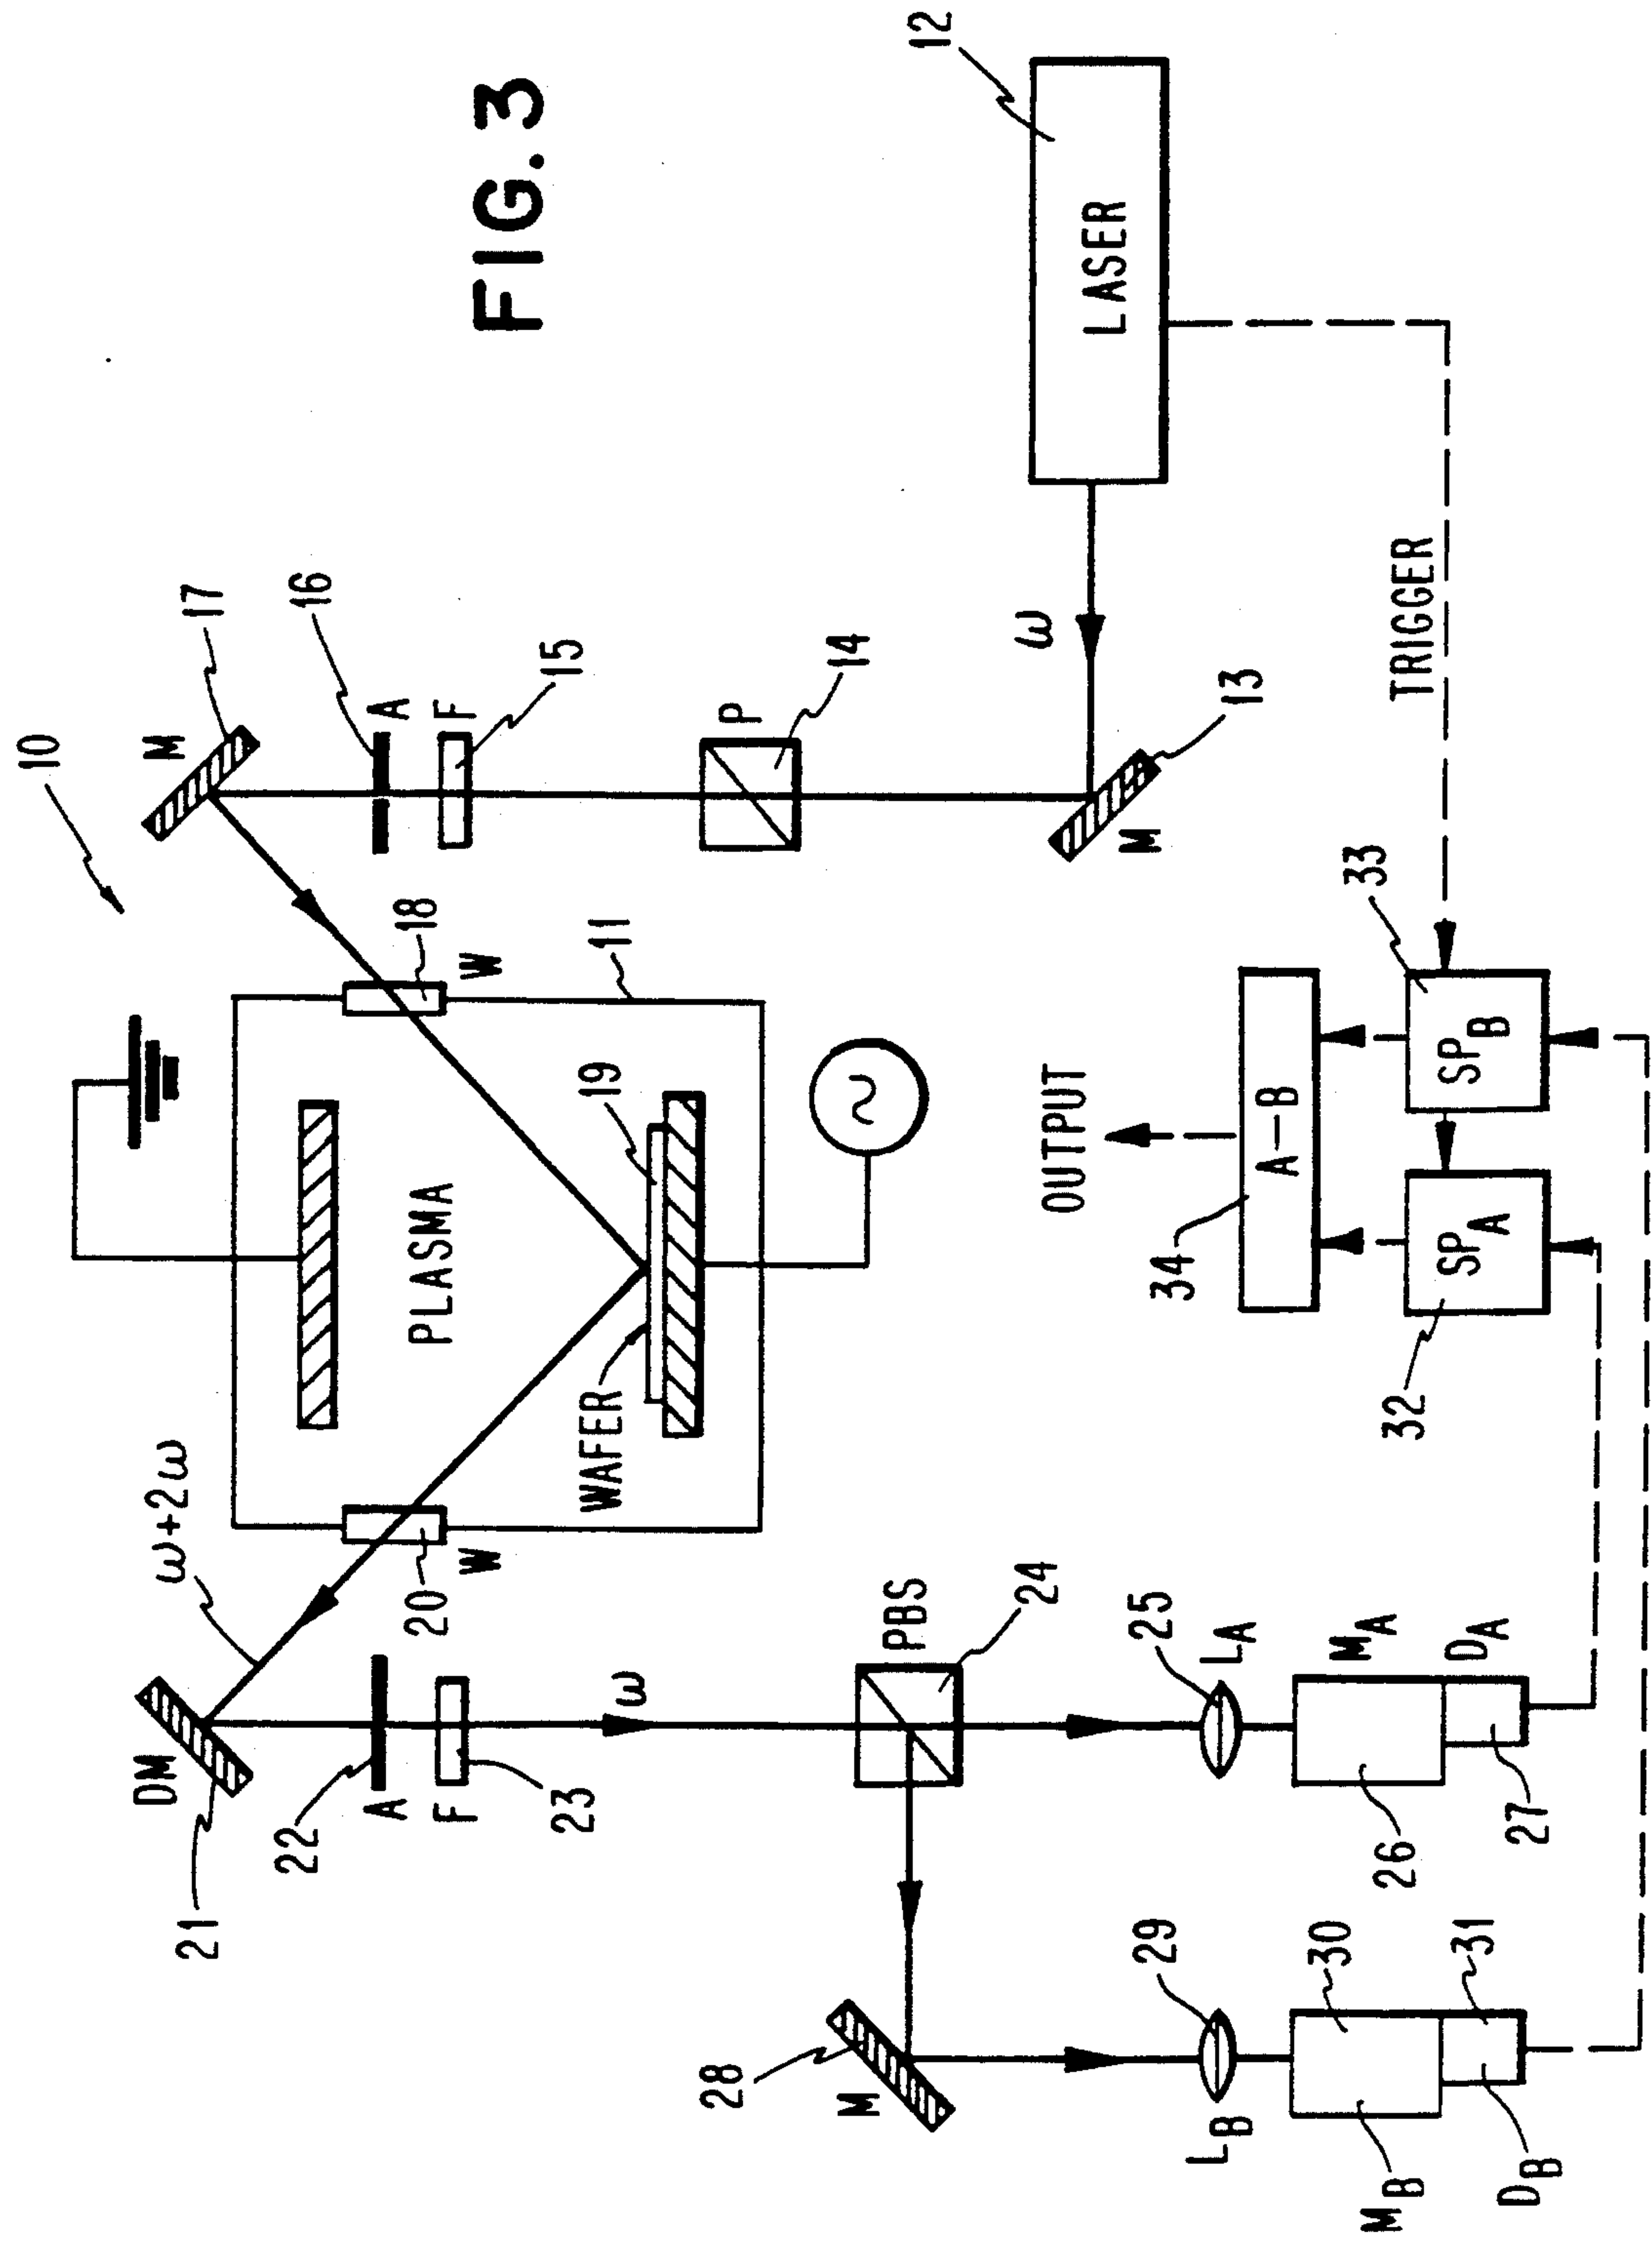 10
DM
ω+2ω
M
17
21
22
A
A
16
20
W
W
18
F
23
PLASMA
F
15
FIG. 3
WAFER
19
11
ω
28
M
PBS
24
P
14
12
OUTPUT
ω
LASER
29
25
L_B
L_A
34
A-B
13
M
30
26
M_A
M_B
32
33
TRIGGER
31
27
D_A
SP_A
SP_B
D_B